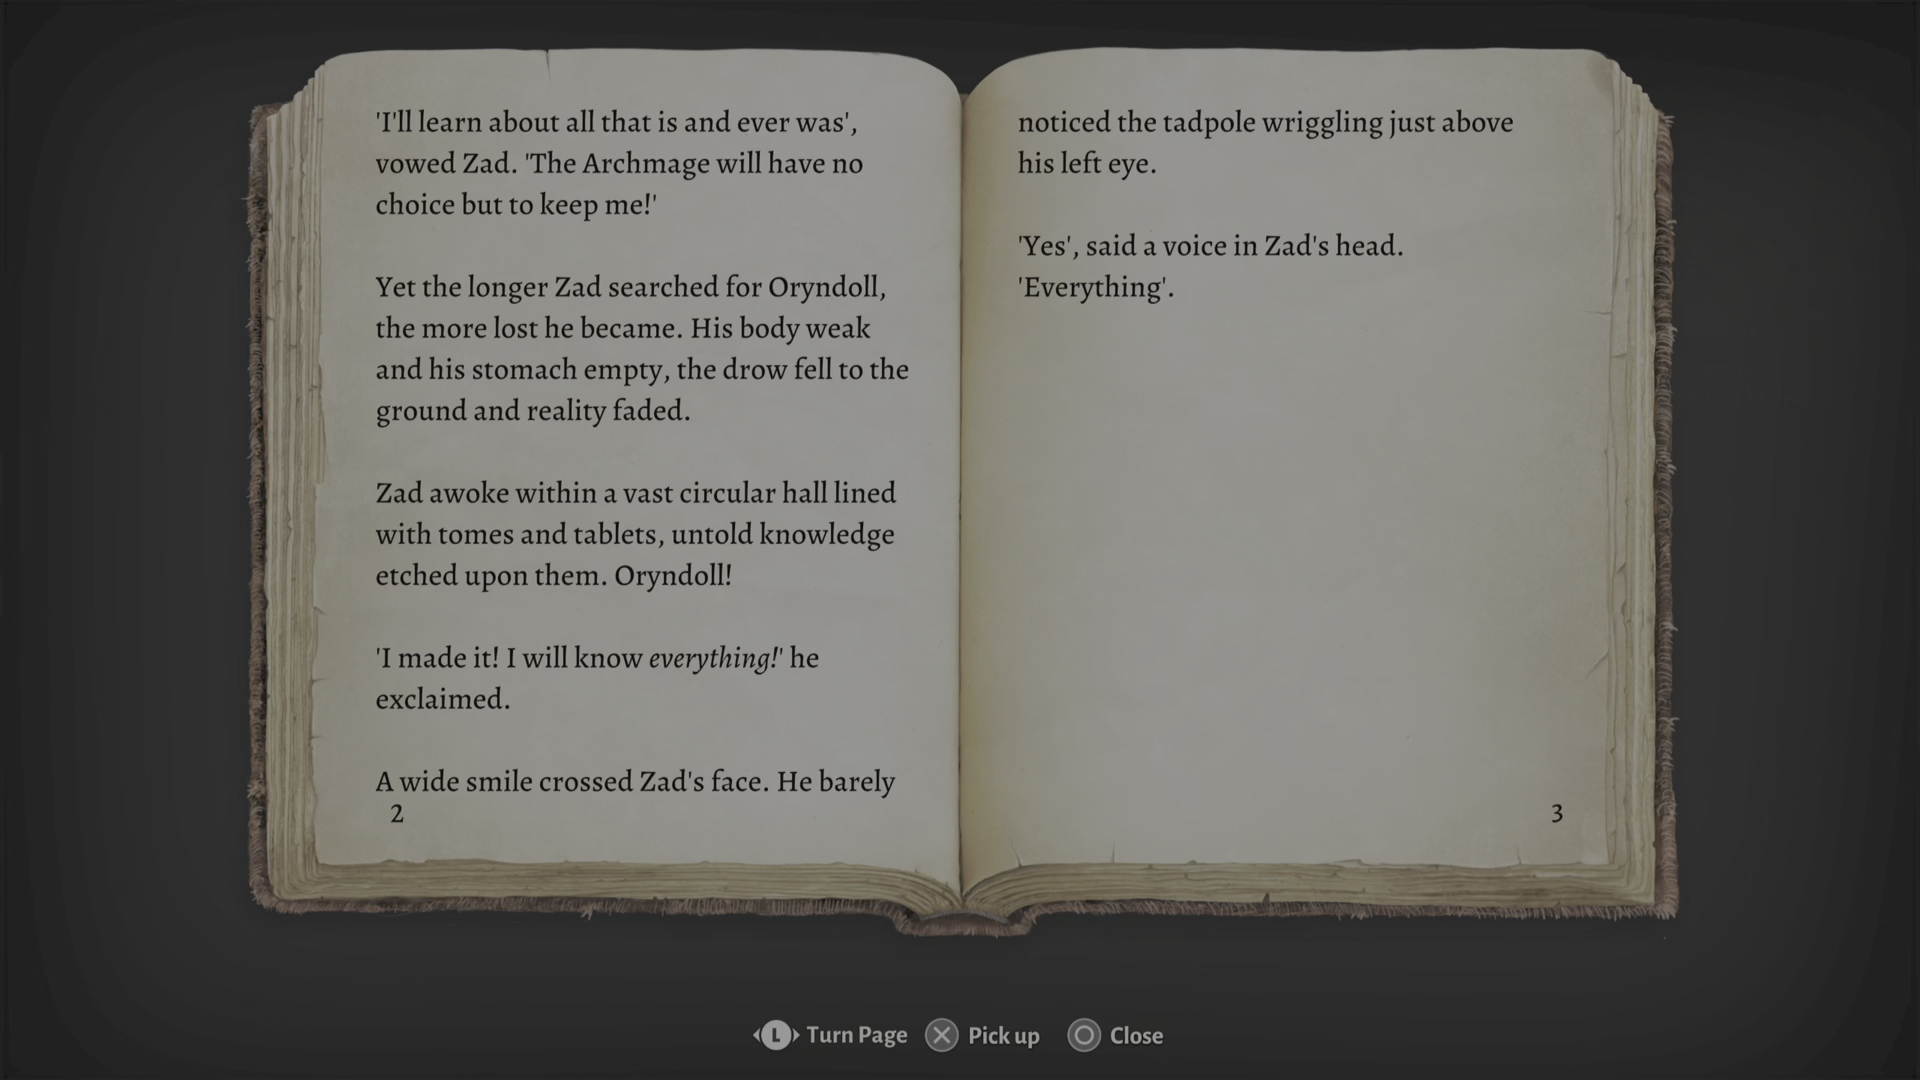 'I'll learn about all that is and ever was',
vowed Zad. 'The Archmage will have no
choice but to keep me!'
Yet the longer Zad searched for Oryndoll,
the more lost he became. His body weak
and his stomach empty, the drow fell to the
ground and reality faded.
Zad awoke within a vast circular hall lined
with tomes and tablets, untold knowledge
etched upon them. Oryndoll!
'I made it! I will know everything!' he
exclaimed.
A wide smile crossed Zad's face. He barely
2
noticed the tadpole wriggling just above
his left eye.
'Yes', said a voice in Zad's head.
'Everything'.
3
L Turn Page Pick up Close